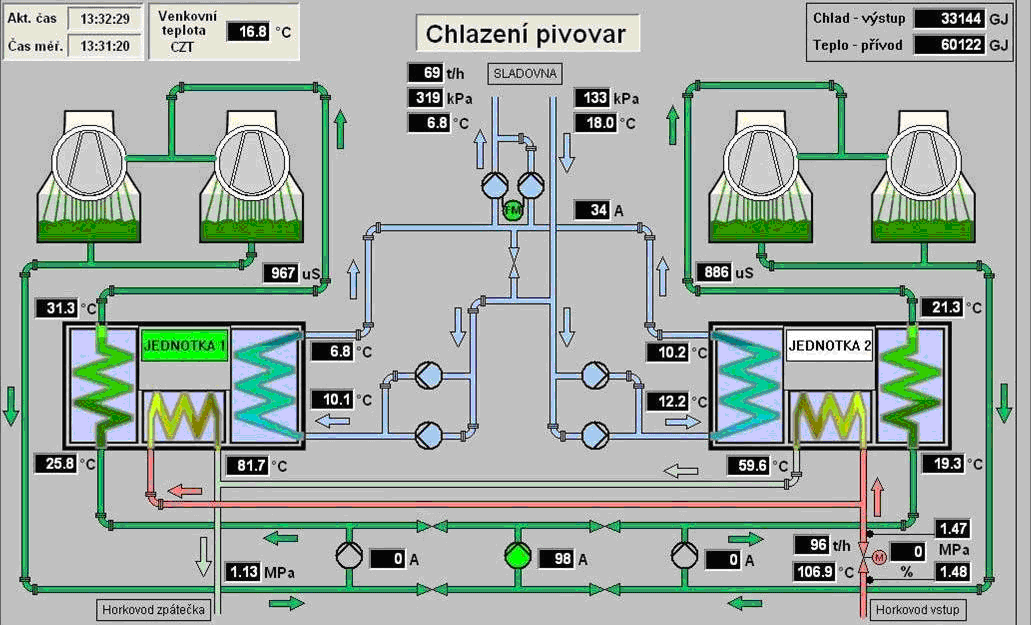 Akt. čas 13:32:29
Čas měř. 13:31:20
Venkovní
teplota 16.8 °C
CZT
Chlazení pivovar
Chlad - výstup 33144 GJ
Teplo - přívod 60122 GJ
69 t/h
SLADOVNA
319 kPa
133 kPa
6.8 °C
18.0 °C
FM
34 A
967 uS
886 uS
31.3 °C
21.3 °C
JEDNOTKA 1
6.8 °C
10.2 °C
JEDNOTKA 2
10.1 °C
12.2 °C
25.8 °C
81.7 °C
59.6 °C
19.3 °C
1.47
96 t/h
M
0
MPa
0 A
98 A
0 A
1.13 MPa
106.9 °C
%
1.48
Horkovod zpátečka
Horkovod vstup